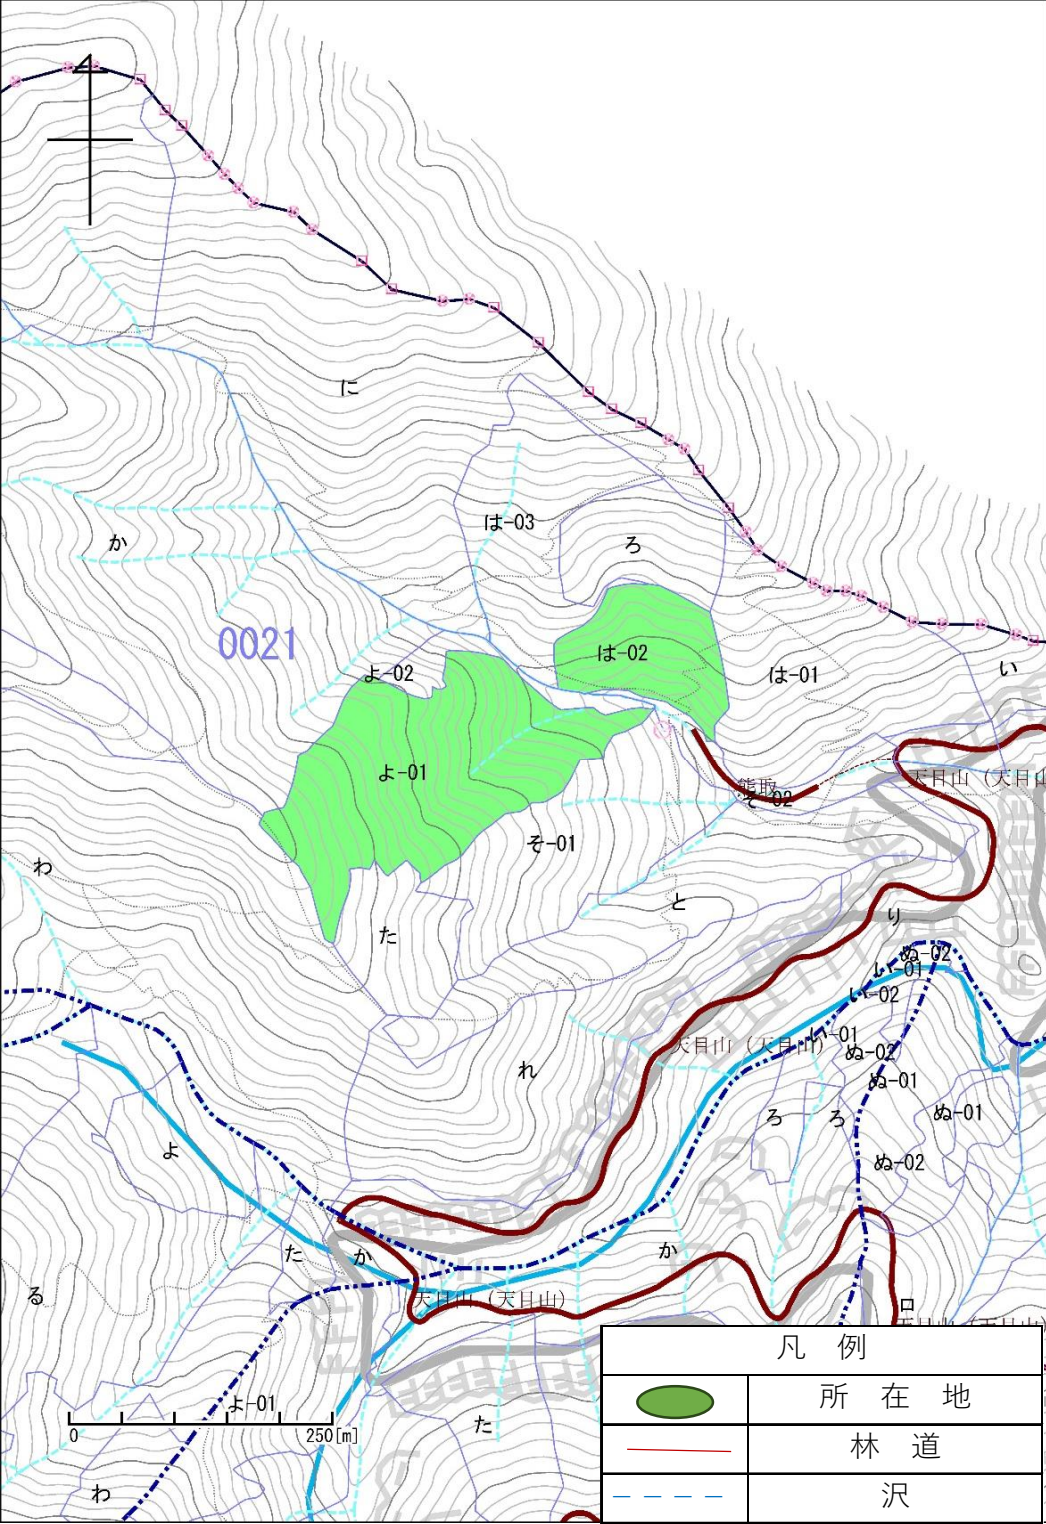 に
は-03
ろ
か
0021
は-02
よ-02
は-01
い
よ-01
熊取
そ-02
天目山（天目山
そ-01
わ
と
り
た
ぬ-02
い-01
い-02
い-01
天目山（天目山）
ぬ-02
れ
ぬ-01
ろ
ろ
ぬ-01
よ
ぬ-02
た
か
か
る
天目山（天目山）
ロ
凡 例
所 在 地
よ-01
た
0
250[m]
林 道
わ
沢